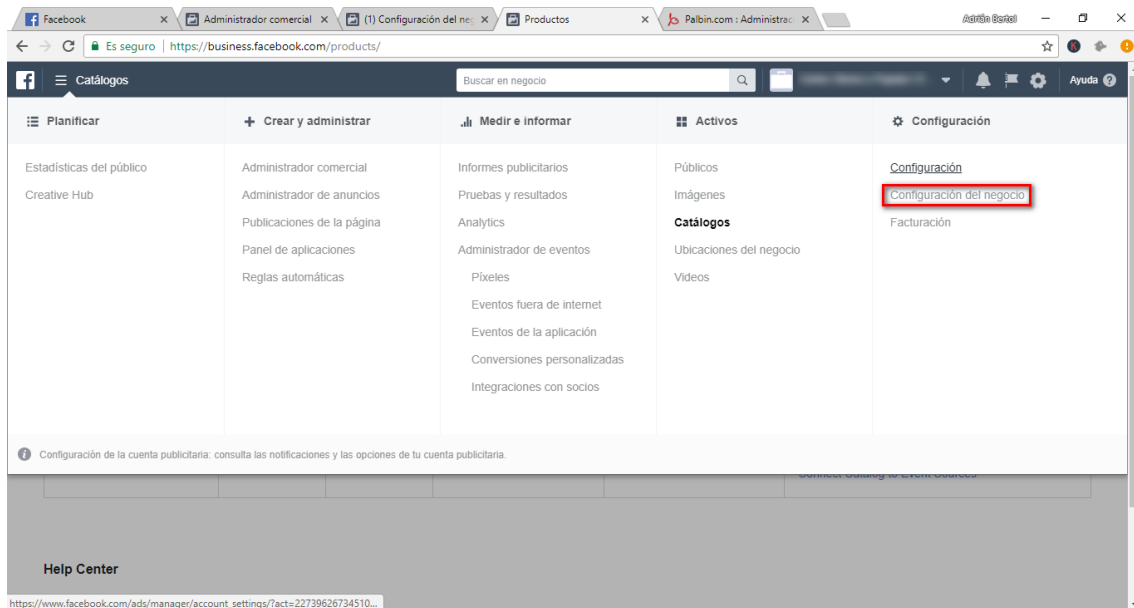 Facebook
Administrador comercial
(1) Configuración del neg
Productos
Palbin.com : Administrac
Adrián Bertol
Es seguro | https://business.facebook.com/products/
Catálogos
Buscar en negocio
Ayuda
Planificar
Estadísticas del público
Creative Hub
Crear y administrar
Administrador comercial
Administrador de anuncios
Publicaciones de la página
Panel de aplicaciones
Reglas automáticas
Medir e informar
Informes publicitarios
Pruebas y resultados
Analytics
Administrador de eventos
Píxeles
Eventos fuera de internet
Eventos de la aplicación
Conversiones personalizadas
Integraciones con socios
Activos
Públicos
Imágenes
Catálogos
Ubicaciones del negocio
Videos
Configuración
Configuración
Configuración del negocio
Facturación
Configuración de la cuenta publicitaria: consulta las notificaciones y las opciones de tu cuenta publicitaria.
Connect Catalog to Event Sources
Help Center
https://www.facebook.com/ads/manager/account_settings/?act=22739626734510...